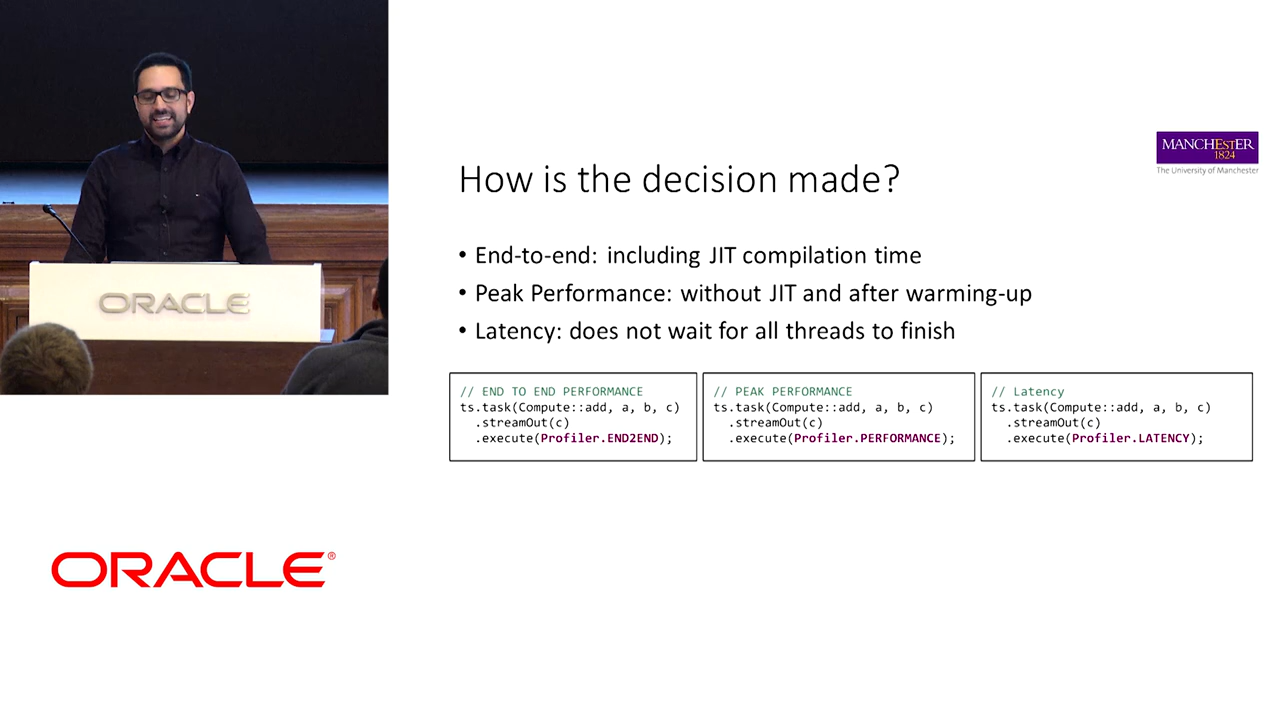 ORACLE
MANCHESTER
1824
The University of Manchester
How is the decision made?
• End-to-end: including JIT compilation time
• Peak Performance: without JIT and after warming-up
• Latency: does not wait for all threads to finish
// END TO END PERFORMANCE
ts.task(Compute::add, a, b, c)
.streamOut(c)
.execute(Profiler.END2END);
// PEAK PERFORMANCE
ts.task(Compute::add, a, b, c)
.streamOut(c)
.execute(Profiler.PERFORMANCE);
// Latency
ts.task(Compute::add, a, b, c)
.streamOut(c)
.execute(Profiler.LATENCY);
ORACLE®